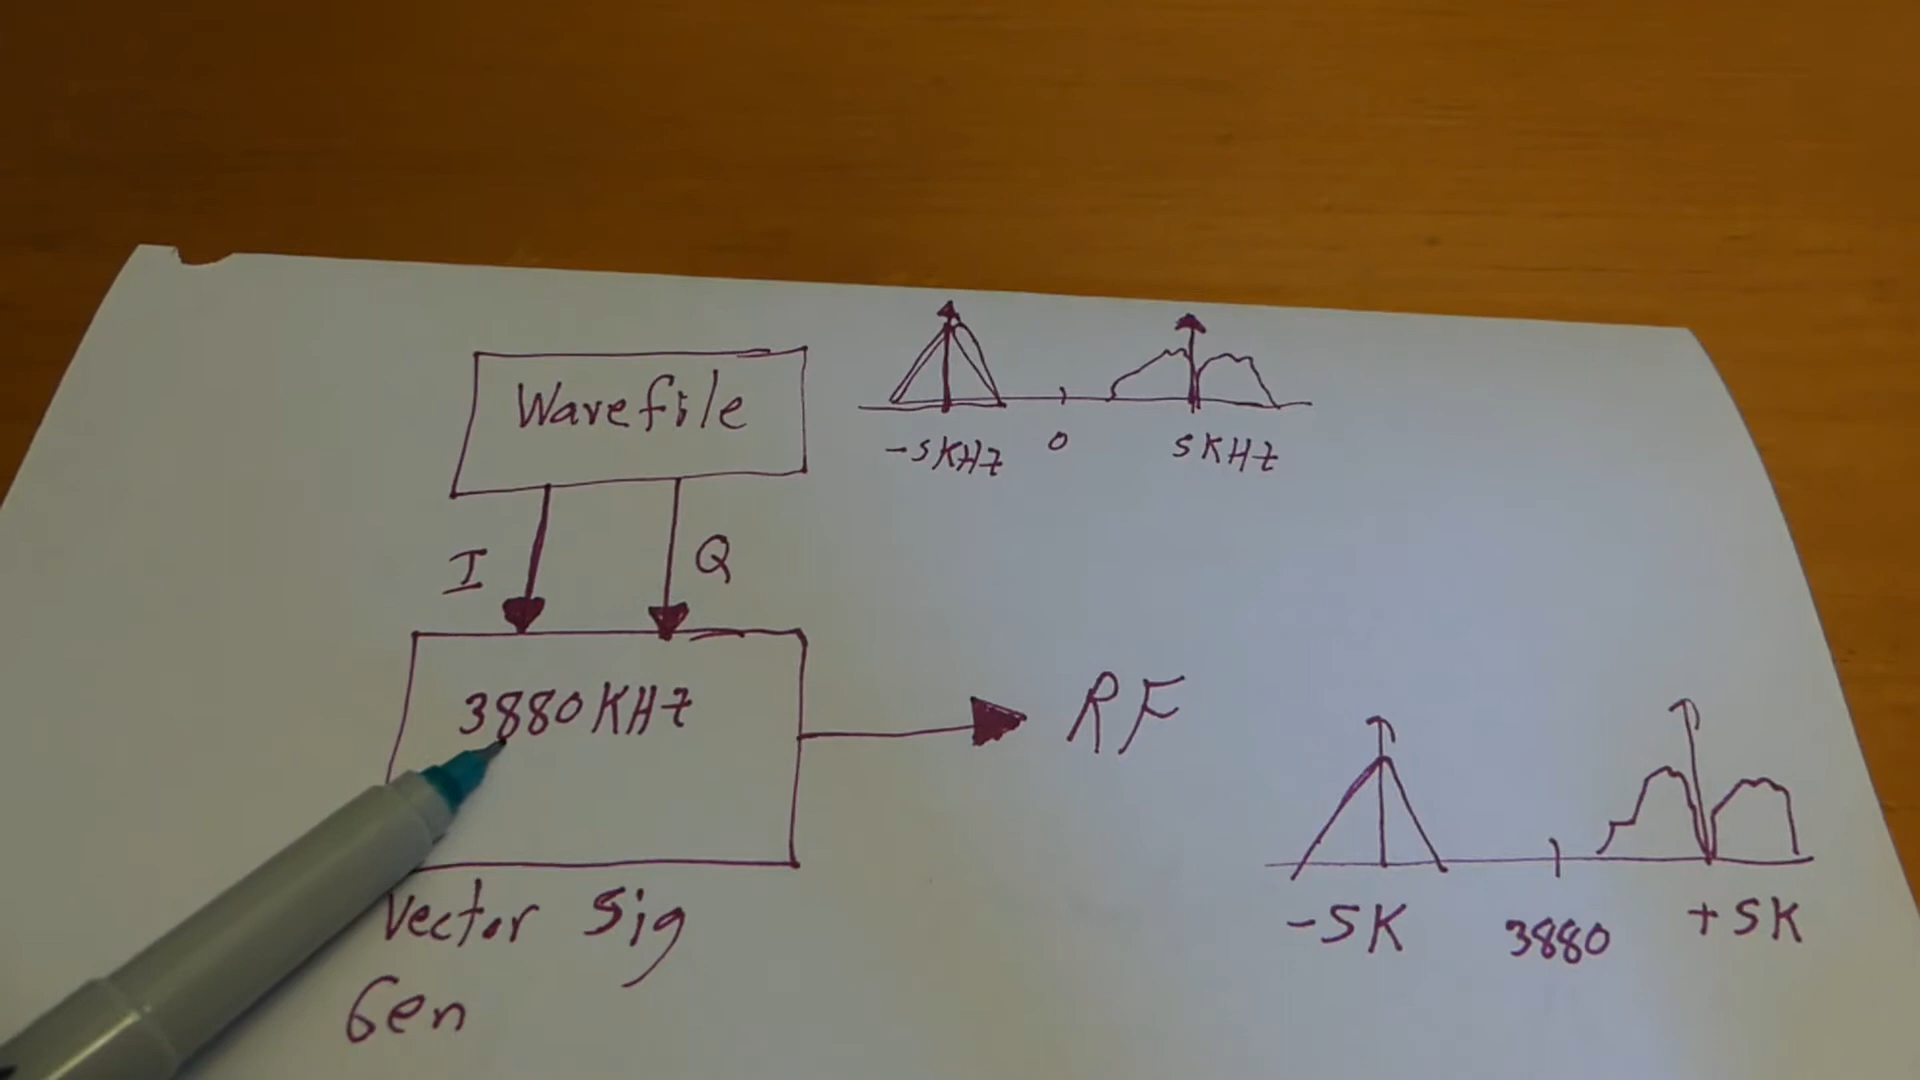 Wavefile
-5KHz 0 5KHz
I Q
3880KHz
RF
-5K 3880 +5K
Vector Sig
Gen